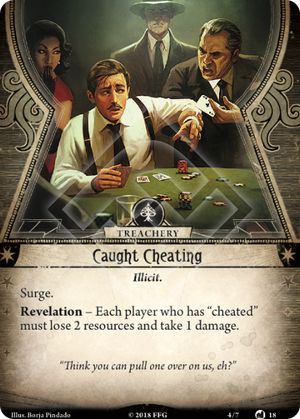 TREACHERY
Caught Cheating
Illicit.
Surge.
Revelation – Each player who has “cheated”
must lose 2 resources and take 1 damage.
“Think you can pull one over on us, eh?”
Illus. Borja Pindado © 2018 FFG 4/7 18